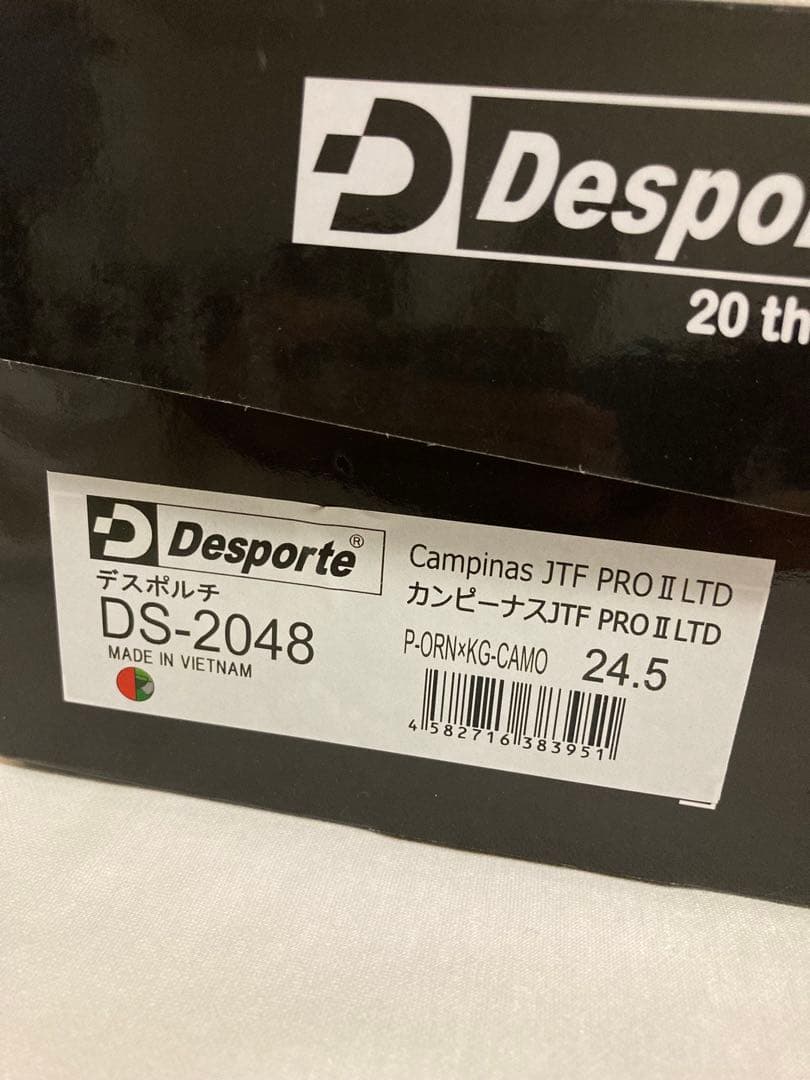 Despo
20 th
Desporte®
デスポルチ
DS-2048
MADE IN VIETNAM
Campinas JTF PRO Ⅱ LTD
カンピーナスJTF PRO Ⅱ LTD
P-ORN×KG-CAMO 24.5
4582716383951